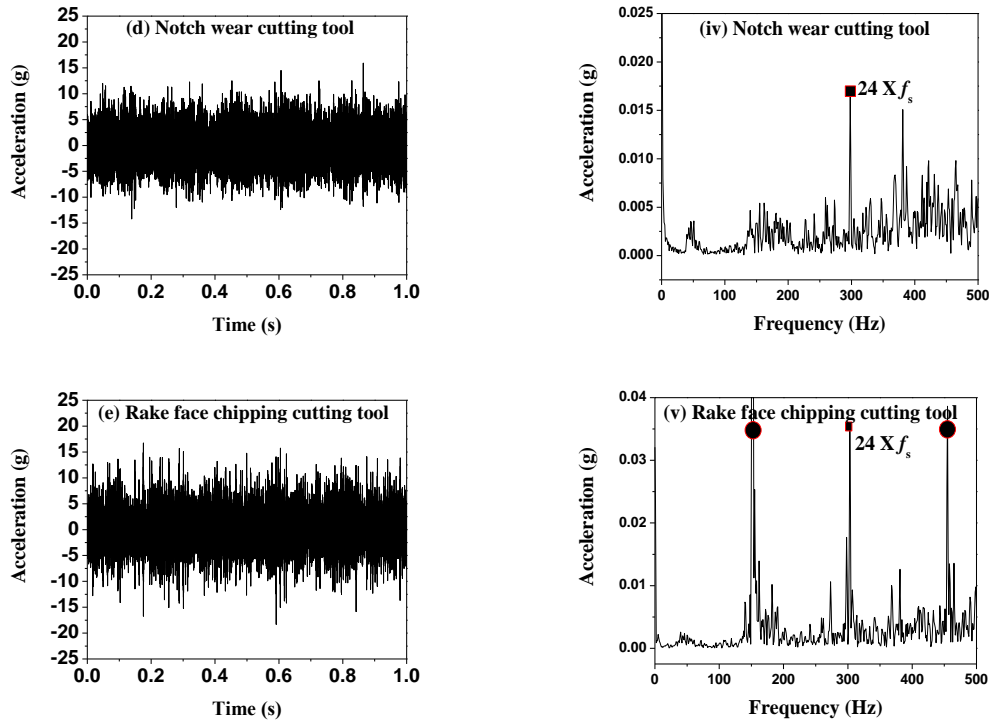 (d) Notch wear cutting tool
Acceleration (g)
25
20
15
10
5
0
-5
-10
-15
-20
-25
0.0 0.2 0.4 0.6 0.8 1.0
Time (s)
(iv) Notch wear cutting tool
Acceleration (g)
0.025
0.020
0.015
0.010
0.005
0.000
24 X fs
0 100 200 300 400 500
Frequency (Hz)
(e) Rake face chipping cutting tool
Acceleration (g)
25
20
15
10
5
0
-5
-10
-15
-20
-25
0.0 0.2 0.4 0.6 0.8 1.0
Time (s)
(v) Rake face chipping cutting tool
Acceleration (g)
0.04
0.03
0.02
0.01
0.00
24 X fs
0 100 200 300 400 500
Frequency (Hz)